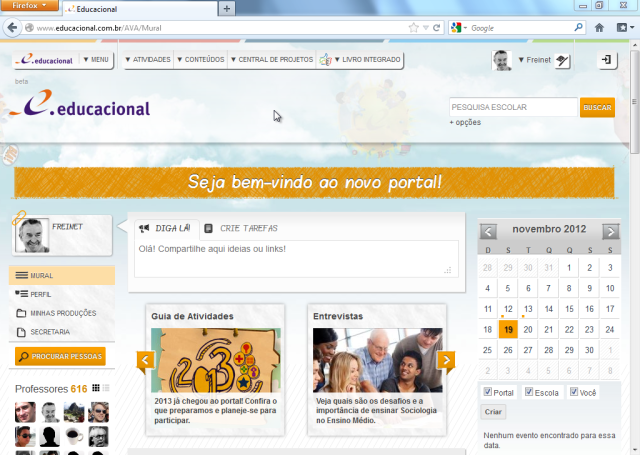 Firefox
Educacional
www.educacional.com.br/AVA/Mural
Google
e.educacional
MENU
ATIVIDADES
CONTEÚDOS
CENTRAL DE PROJETOS
LIVRO INTEGRADO
Freinet
beta
e.educacional
PESQUISA ESCOLAR
BUSCAR
+ opções
Seja bem-vindo ao novo portal!
FREINET
DIGA LÁ!
CRIE TAREFAS
Olá! Compartilhe aqui ideias ou links!
MURAL
PERFIL
MINHAS PRODUÇÕES
SECRETARIA
PROCURAR PESSOAS
Professores 616
Guia de Atividades
2013
2013 já chegou ao portal! Confira o
que preparamos e planeje-se para
participar.
Entrevistas
Veja quais são os desafios e a
importância de ensinar Sociologia
no Ensino Médio.
novembro 2012
D S T Q Q S S
28 29 30 31 1 2 3
4 5 6 7 8 9 10
11 12 13 14 15 16 17
18 19 20 21 22 23 24
25 26 27 28 29 30 1
2 3 4 5 6 7 8
Portal
Escola
Você
Criar
Nenhum evento encontrado para essa
data.